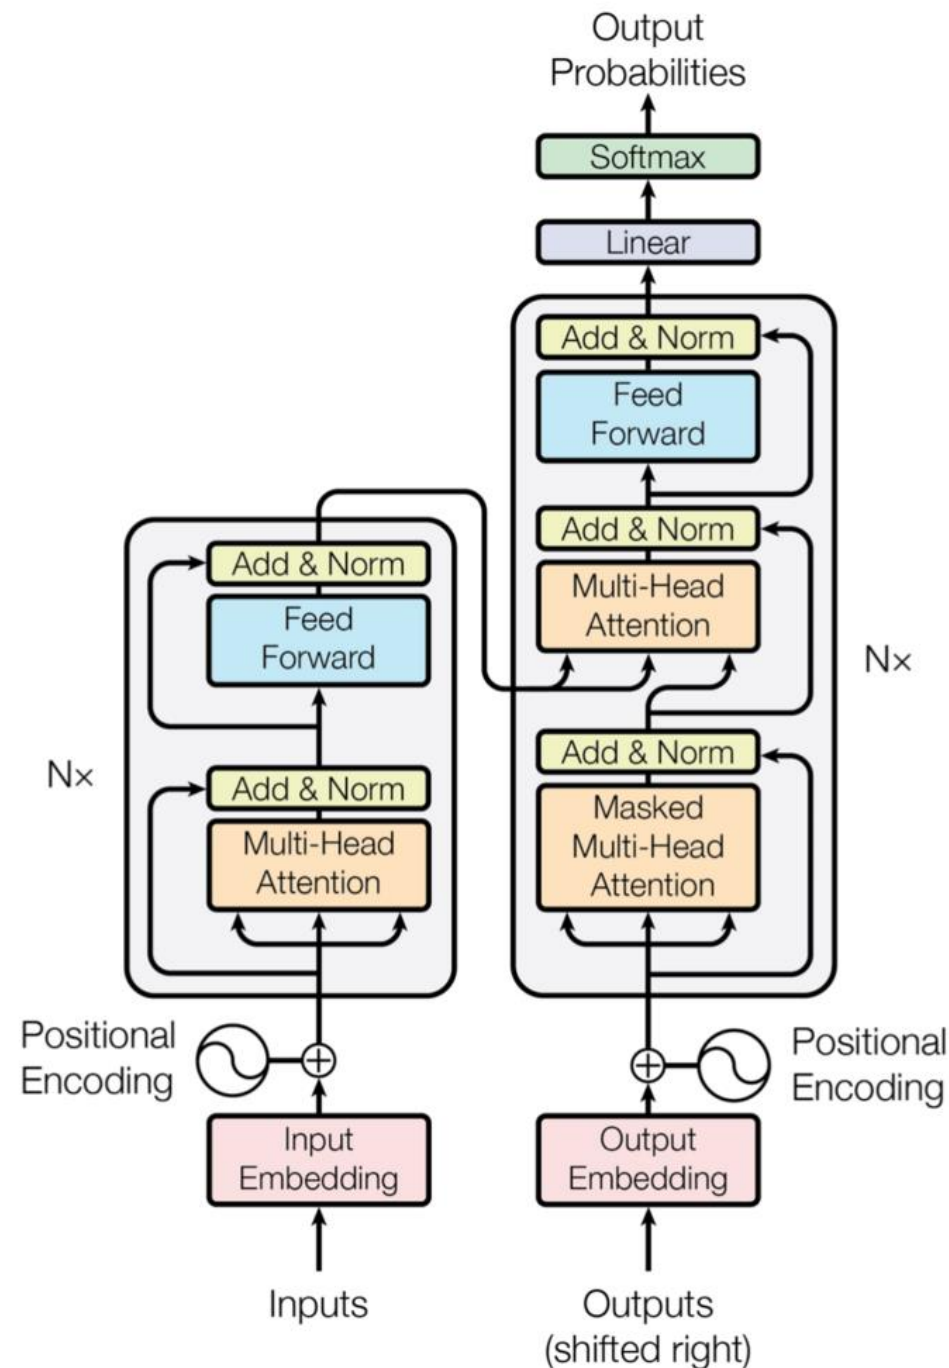 Output
Probabilities
Softmax
Linear
Add & Norm
Feed
Forward
Add & Norm
Multi-Head
Attention
Nx
Add & Norm
Masked
Multi-Head
Attention
Add & Norm
Feed
Forward
Nx
Add & Norm
Multi-Head
Attention
Positional
Encoding
Positional
Encoding
Input
Embedding
Output
Embedding
Inputs
Outputs
(shifted right)